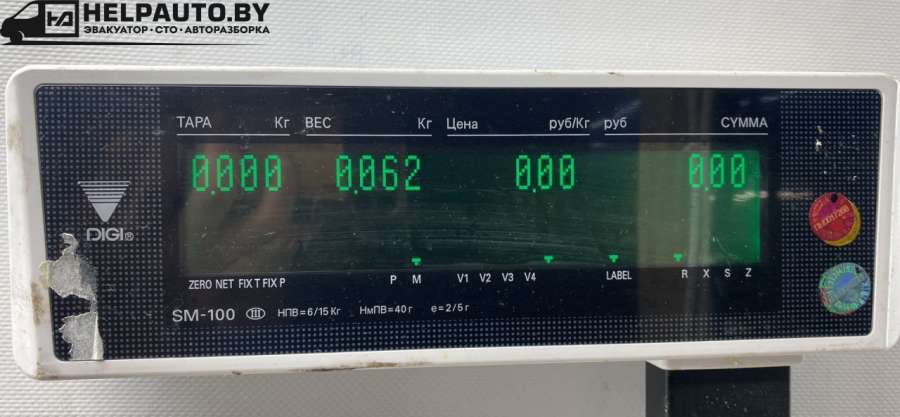 HELPAUTO.BY
ЭВАКУАТОР · СТО · АВТОРАЗБОРКА
ТАРА Кг ВЕС Кг Цена руб/Кг руб СУММА
0.000 0.062 0.00 0.00
DIGI®
ZERO NET FIX T FIX P P M V1 V2 V3 V4 LABEL R X S Z
SM-100 III НПВ=6/15 Кг НмПВ=40 г e=2/5 г